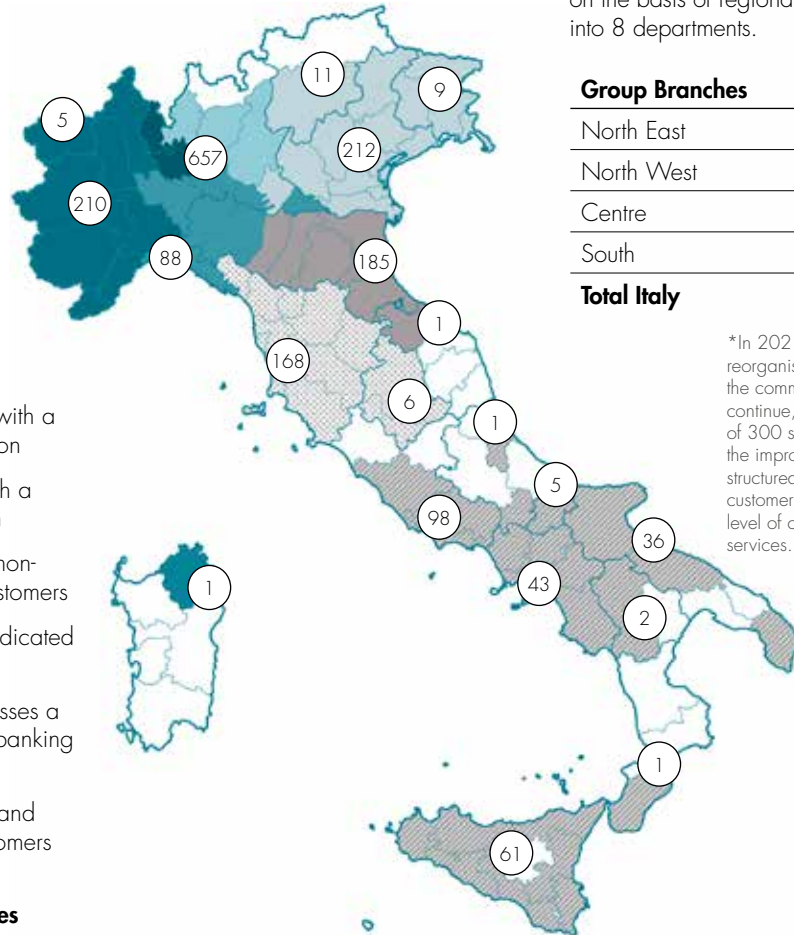 on the basis of regional
into 8 departments.
Group Branches
North East
North West
Centre
South
Total Italy
*In 202
reorganis
the comm
continue,
of 300 s
the impro
structured
customer
level of c
services.
11
9
5
657
212
210
88
185
1
168
6
1
5
98
36
43
2
1
1
61
with a
on
h a
non-
stomers
dicated
sses a
banking
and
omers
es